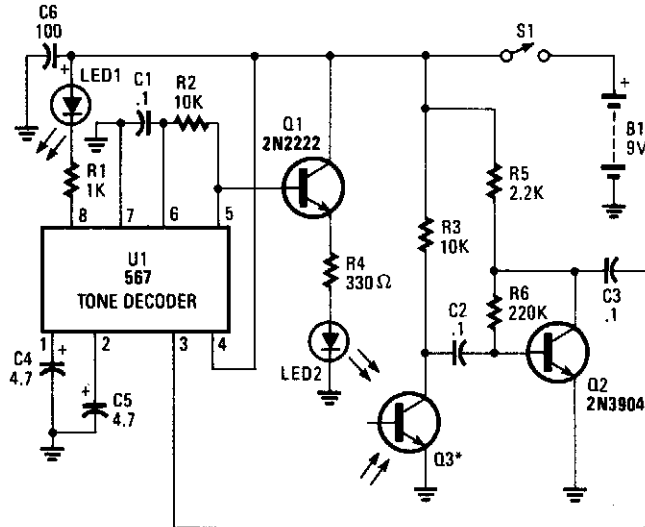 C6
100
+
LED1
C1
.1
R2
10K
S1
+
B1
9V
Q1
2N2222
R1
1K
R5
2.2K
8
7
6
5
R3
10K
U1
567
TONE DECODER
R4
330Ω
C2
.1
R6
220K
C3
.1
1
2
3
4
C4
4.7
+
+
C5
4.7
LED2
Q2
2N3904
Q3*